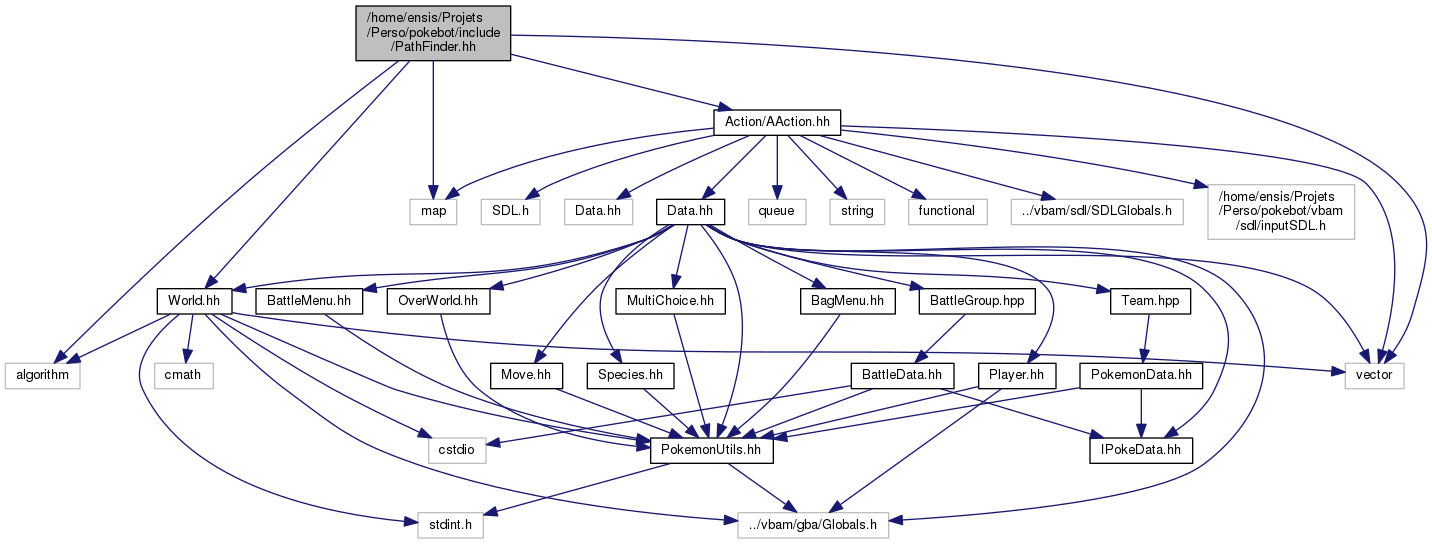 /home/ensis/Projets
/Perso/pokebot/include
/PathFinder.hh
Action/AAction.hh
map
SDL.h
Data.hh
Data.hh
queue
string
functional
../vbam/sdl/SDLGlobals.h
/home/ensis/Projets
/Perso/pokebot/vbam
/sdl/inputSDL.h
World.hh
BattleMenu.hh
OverWorld.hh
MultiChoice.hh
BagMenu.hh
BattleGroup.hpp
Team.hpp
algorithm
cmath
Move.hh
Species.hh
BattleData.hh
Player.hh
PokemonData.hh
vector
cstdio
PokemonUtils.hh
IPokeData.hh
stdint.h
../vbam/gba/Globals.h